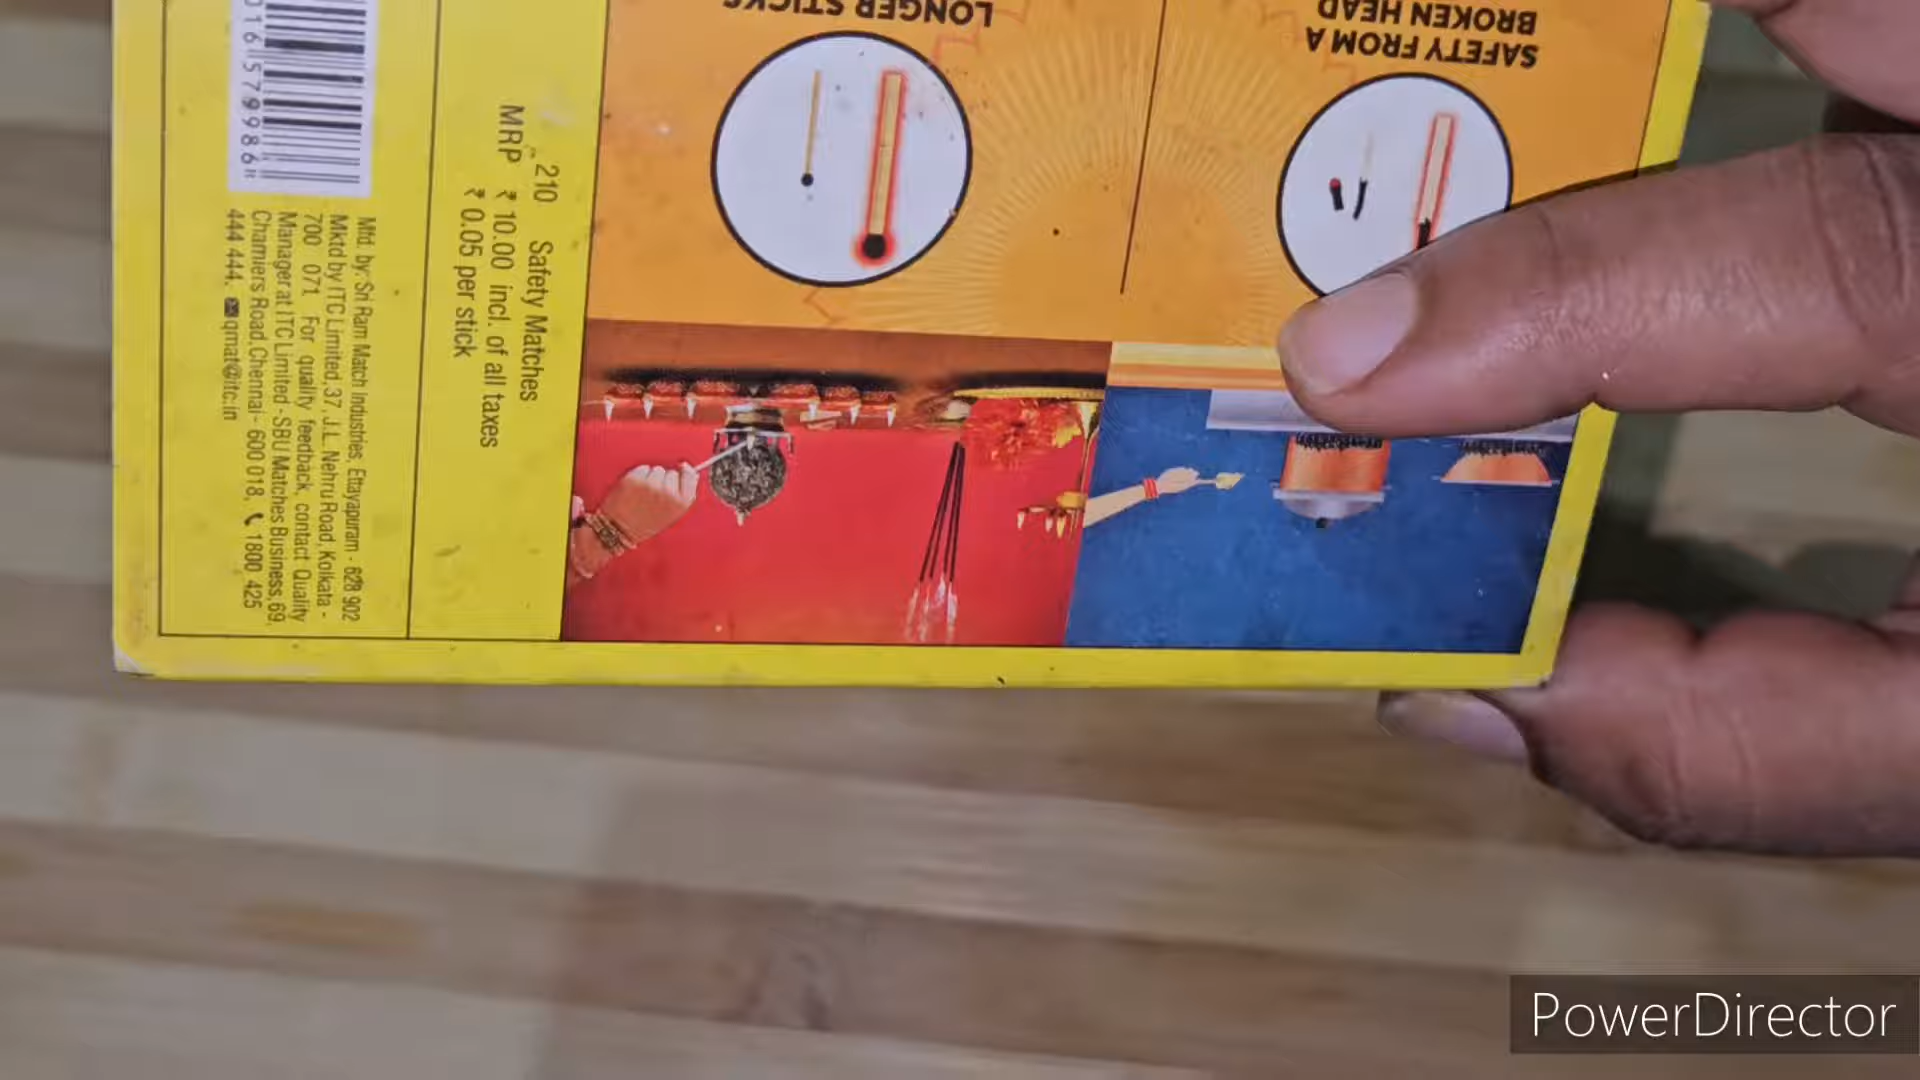 LONGER STICKS
SAFETY FROM A
BROKEN HEAD
210 Safety Matches
MRP ₹ 10.00 incl. of all taxes
₹ 0.05 per stick
Mfd. by: Sri Ram Match Industries, Ettayapuram - 628 902
Mktd by ITC Limited, 37, J.L. Nehru Road, Kolkata -
700 071. For quality feedback, contact Quality
Manager at ITC Limited - SBU Matches Business, 69,
Chamiers Road, Chennai - 600 018. 1800 425
444 444. qmat@itc.in
016 579986
PowerDirector